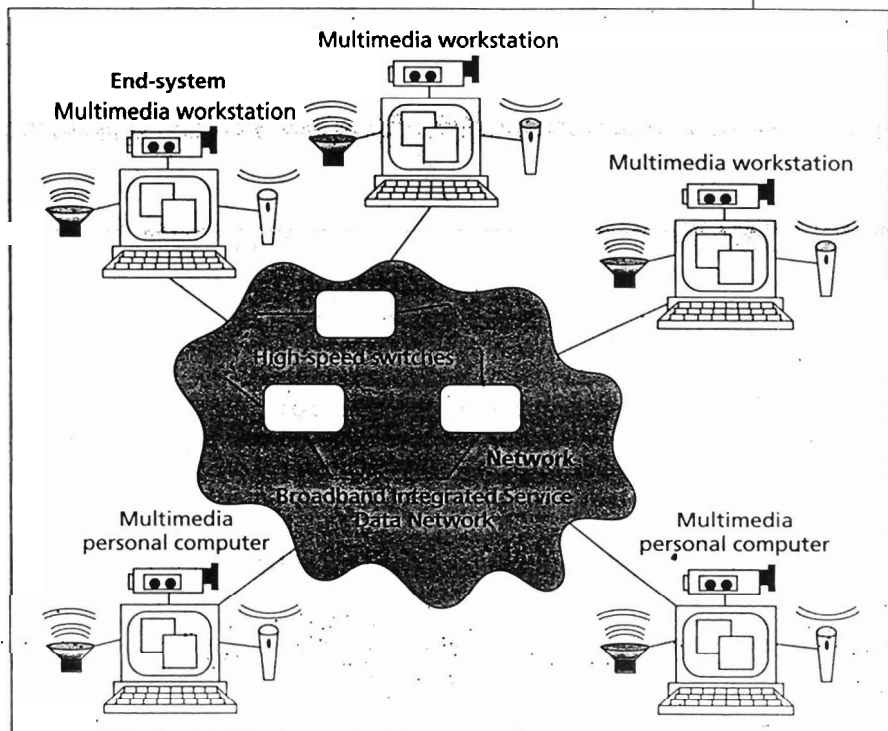 Multimedia workstation
End-system
Multimedia workstation
Multimedia workstation
High-speed switches
Network
Broadband Integrated Service
Data Network
Multimedia
personal computer
Multimedia
personal computer